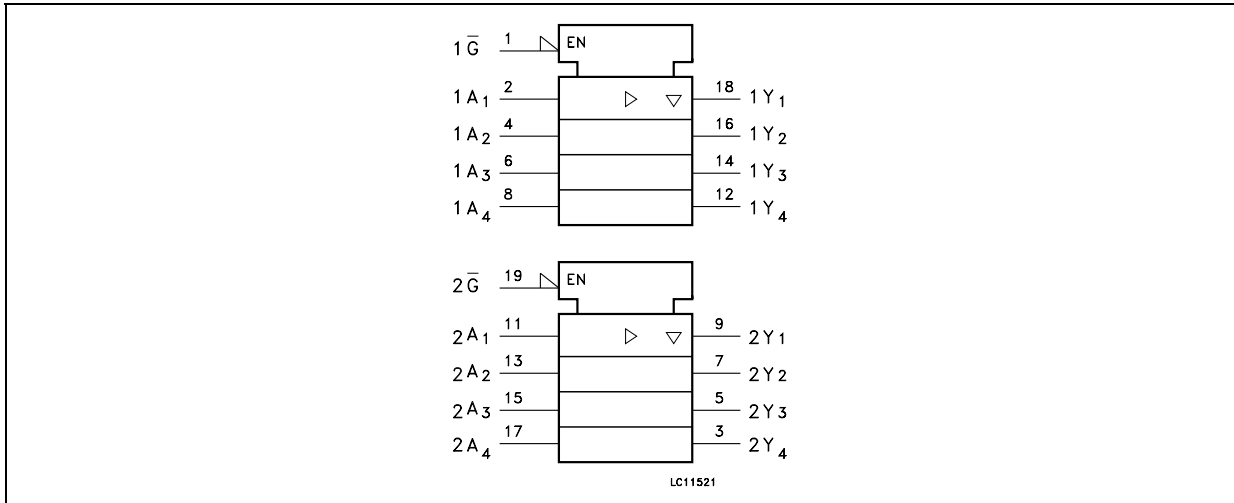 1G̅ 1 EN
1A1 2 18 1Y1
1A2 4 16 1Y2
1A3 6 14 1Y3
1A4 8 12 1Y4
2G̅ 19 EN
2A1 11 9 2Y1
2A2 13 7 2Y2
2A3 15 5 2Y3
2A4 17 3 2Y4
LC11521